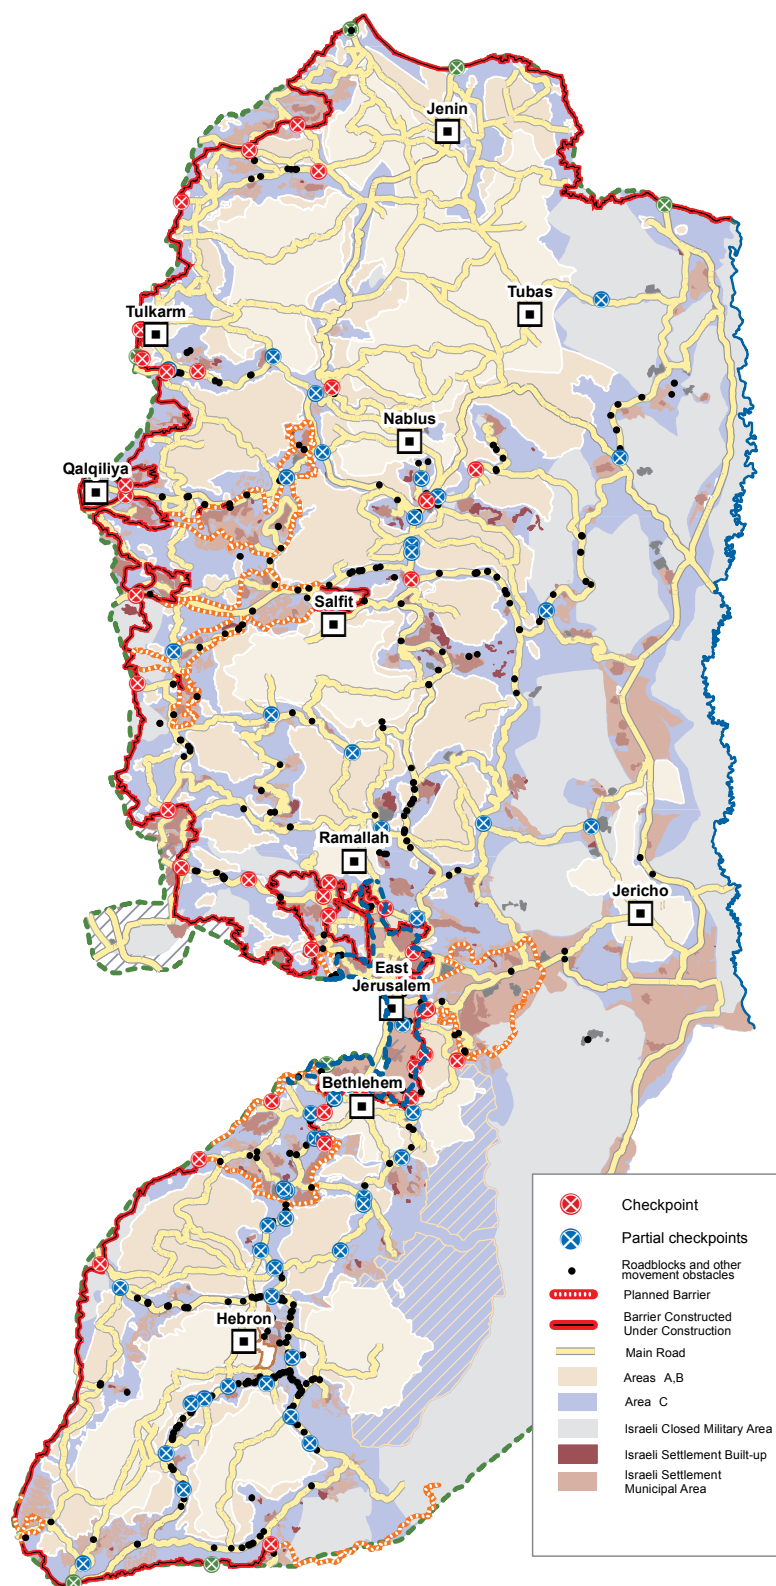 Jenin
Tubas
Tulkarm
Nablus
Qalqiliya
Salfit
Ramallah
Jericho
East
Jerusalem
Bethlehem
Hebron
Checkpoint
Partial checkpoints
Roadblocks and other
movement obstacles
Planned Barrier
Barrier Constructed
Under Construction
Main Road
Areas A,B
Area C
Israeli Closed Military Area
Israeli Settlement Built-up
Israeli Settlement
Municipal Area